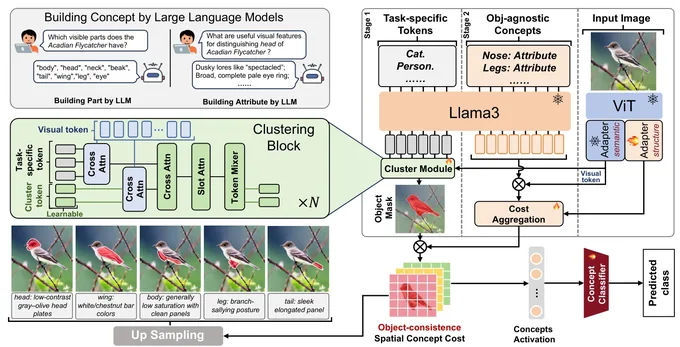 Building Concept by Large Language Models
Which visible parts does the
Acadian Flycatcher have?
"body", "head", "neck", "beak",
"tail", "wing","leg", "eye"
Building Part by LLM
What are useful visual features
for distinguishing head of
Acadian Flycatcher ?
Dusky lores like "spectacled";
Broad, complete pale eye ring;
......
Building Attribute by LLM
Visual token
...
Clustering
Block
Task-
specific
token
Cluster
token
Learnable
Cross
Attn
Cross
Attn
Cross Attn
Slot Attn
Token Mixer
×N
head: low-contrast
gray–olive head
plates
wing:
white/chestnut bar
colors
body: generally
low saturation with
clean panels
leg: branch-
sallying posture
tail: sleek
elongated panel
Up Sampling
Stage 1
Task-specific
Tokens
Cat.
Person.
......
Stage 2
Obj-agnostic
Concepts
Nose: Attribute
Legs: Attribute
......
Input Image
Llama3
ViT
Adapter
semantic
Adapter
structure
Visual
token
Cluster Module
Object
Mask
Cost
Aggregation
Object-consistence
Spatial Concept Cost
...
Concepts
Activation
Concept
Classifier
Predicted
class